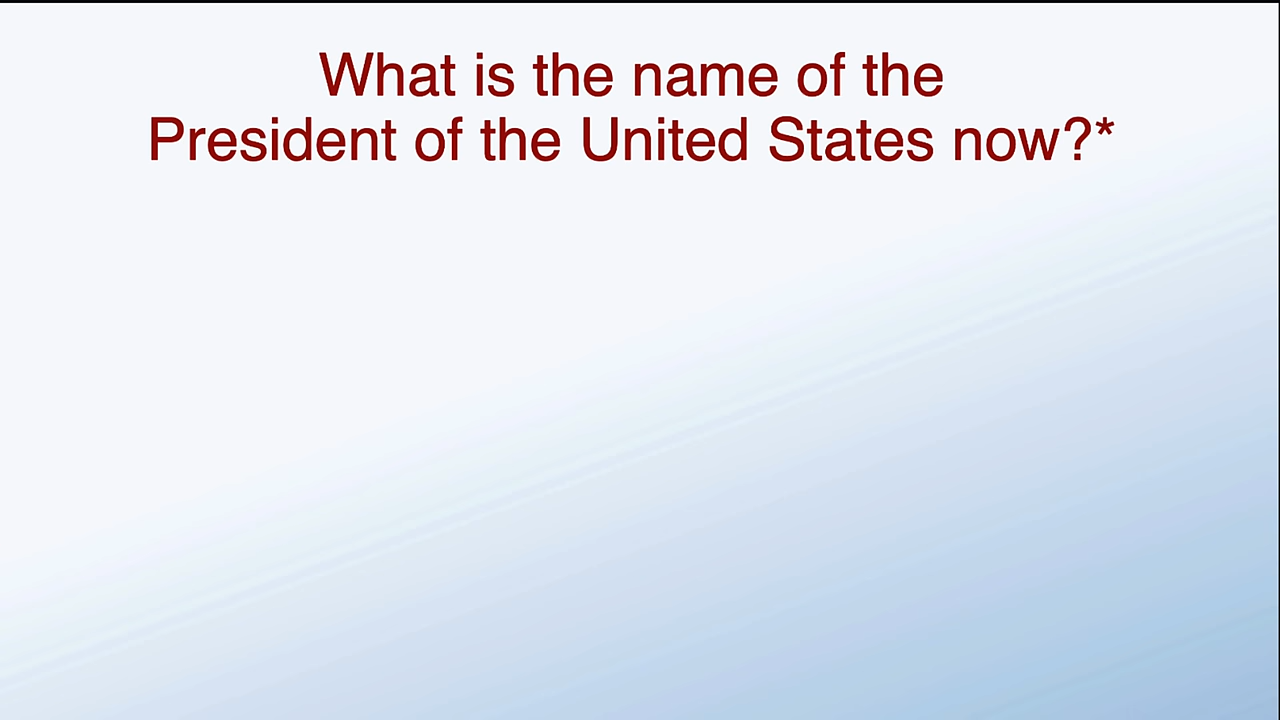 What is the name of the
President of the United States now?*